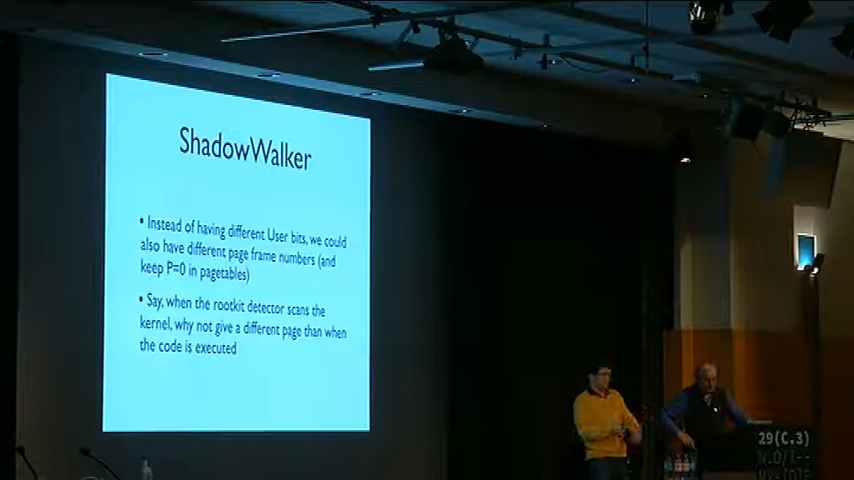 ShadowWalker
• Instead of having different User bits, we could
also have different page frame numbers (and
keep P=0 in pagetables)
• Say, when the rootkit detector scans the
kernel, why not give a different page than when
the code is executed
29(C.3)
N.O/T--